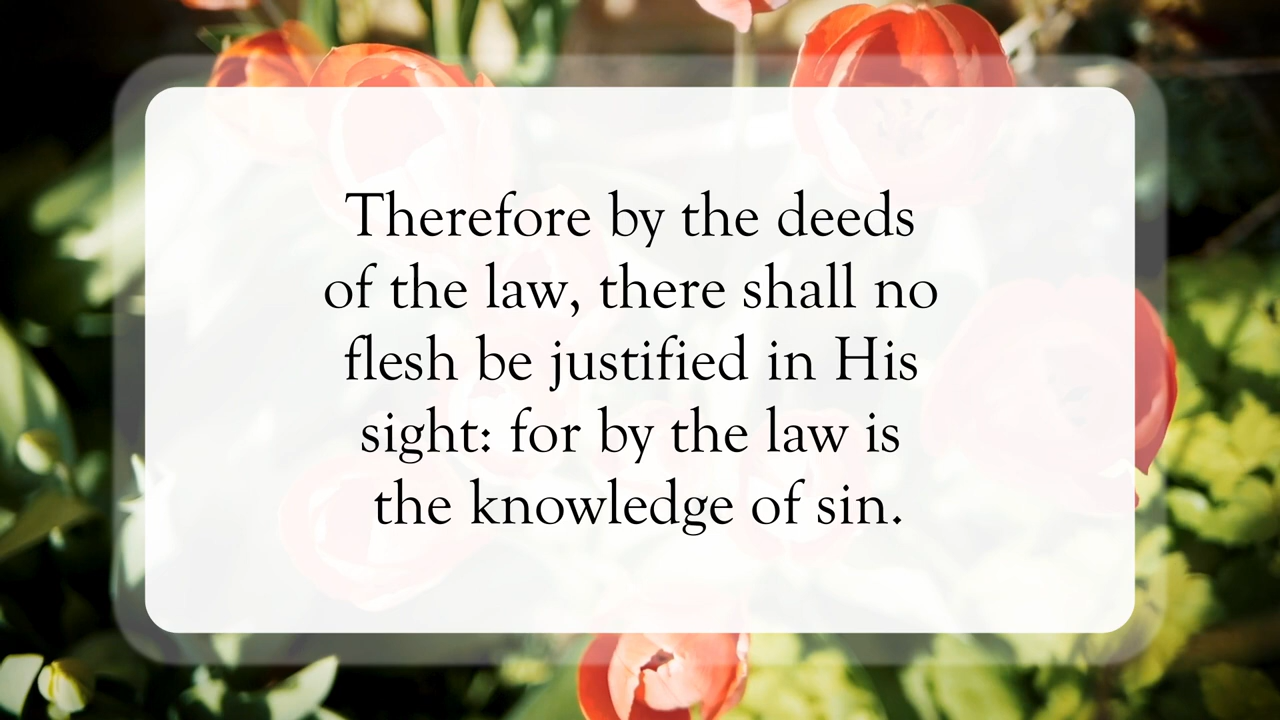 Therefore by the deeds
of the law, there shall no
flesh be justified in His
sight: for by the law is
the knowledge of sin.